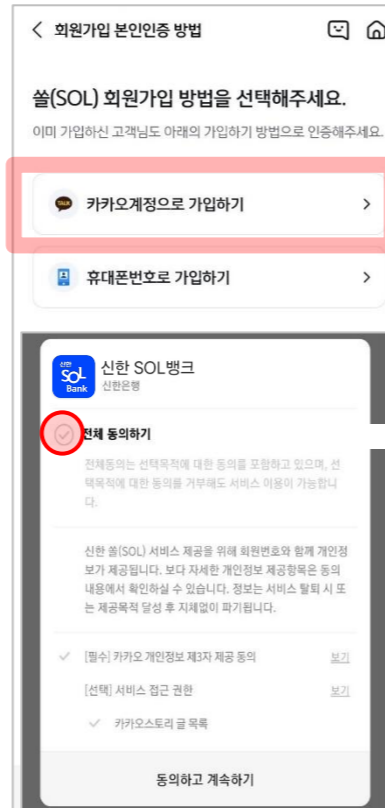 회원가입 본인인증 방법
쏠(SOL) 회원가입 방법을 선택해주세요.
이미 가입하신 고객님도 아래의 가입하기 방법으로 인증해주세요.
TALK
카카오계정으로 가입하기
휴대폰번호로 가입하기
신한
SOL
Bank
신한 SOL뱅크
신한은행
전체 동의하기
전체동의는 선택목적에 대한 동의를 포함하고 있으며, 선
택목적에 대한 동의를 거부해도 서비스 이용이 가능합니
다.
신한 쏠(SOL) 서비스 제공을 위해 회원번호와 함께 개인정
보가 제공됩니다. 보다 자세한 개인정보 제공항목은 동의
내용에서 확인하실 수 있습니다. 정보는 서비스 탈퇴 시 또
는 제공목적 달성 후 지체없이 파기됩니다.
[필수] 카카오 개인정보 제3자 제공 동의 보기
[선택] 서비스 접근 권한 보기
카카오스토리 글 목록
동의하고 계속하기